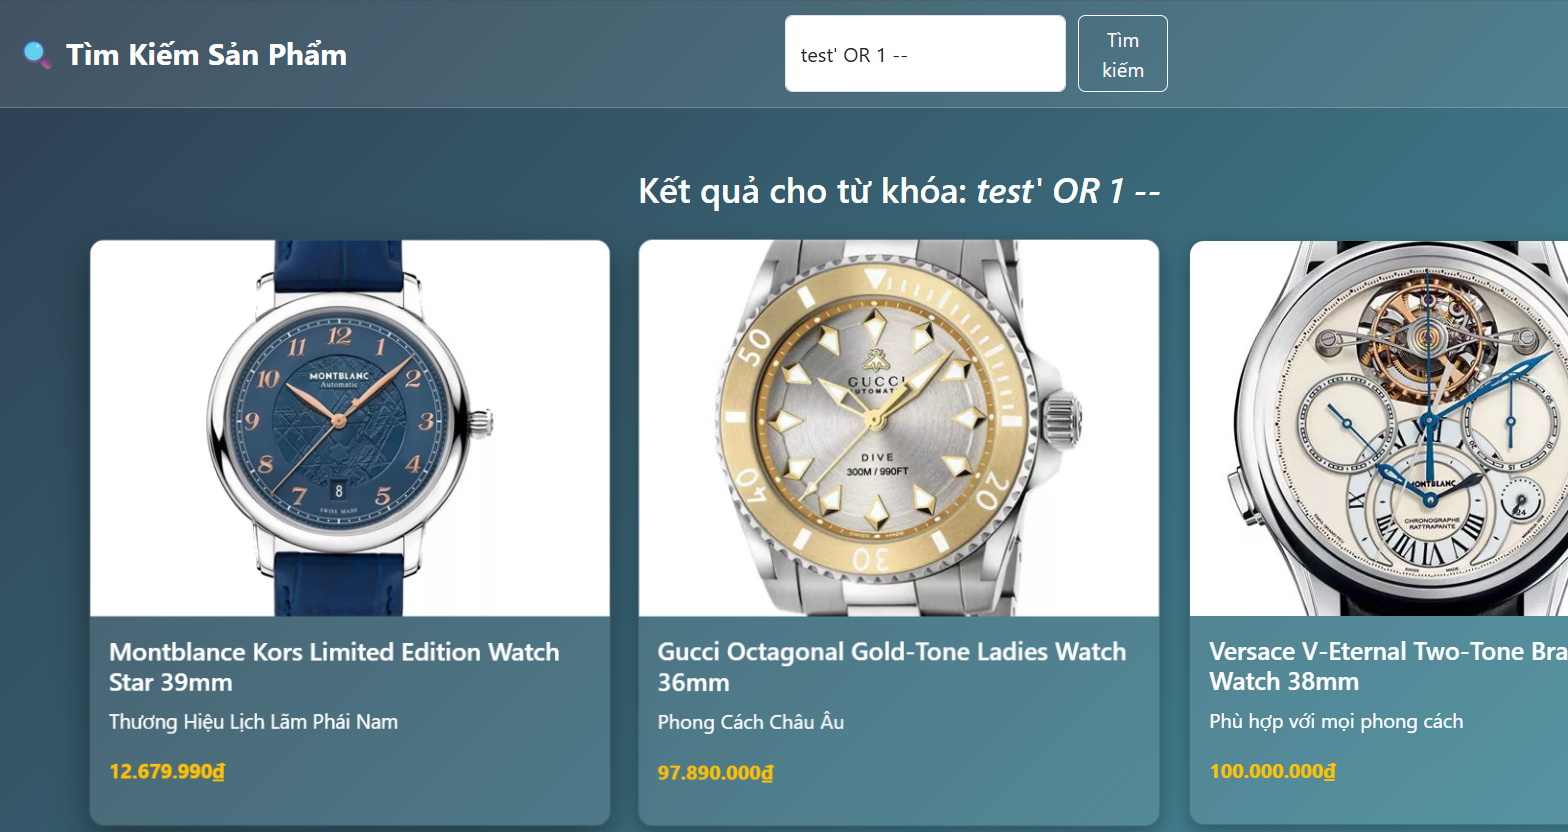 Tìm Kiếm Sản Phẩm
test' OR 1 --
Tìm
kiếm
Kết quả cho từ khóa: test' OR 1 --
12
1
2
3
4
5
7
8
9
10
11
MONTBLANC
Automatic
8
SWISS MADE
50
40
30
20
GUCCI
AUTOMATIC
DIVE
300M / 990FT
MONTBLANC
CHRONOGRAPHE
RATTRAPANTE
24
Montblance Kors Limited Edition Watch
Star 39mm
Thương Hiệu Lịch Lãm Phái Nam
12.679.990₫
Gucci Octagonal Gold-Tone Ladies Watch
36mm
Phong Cách Châu Âu
97.890.000₫
Versace V-Eternal Two-Tone Bra
Watch 38mm
Phù hợp với mọi phong cách
100.000.000₫